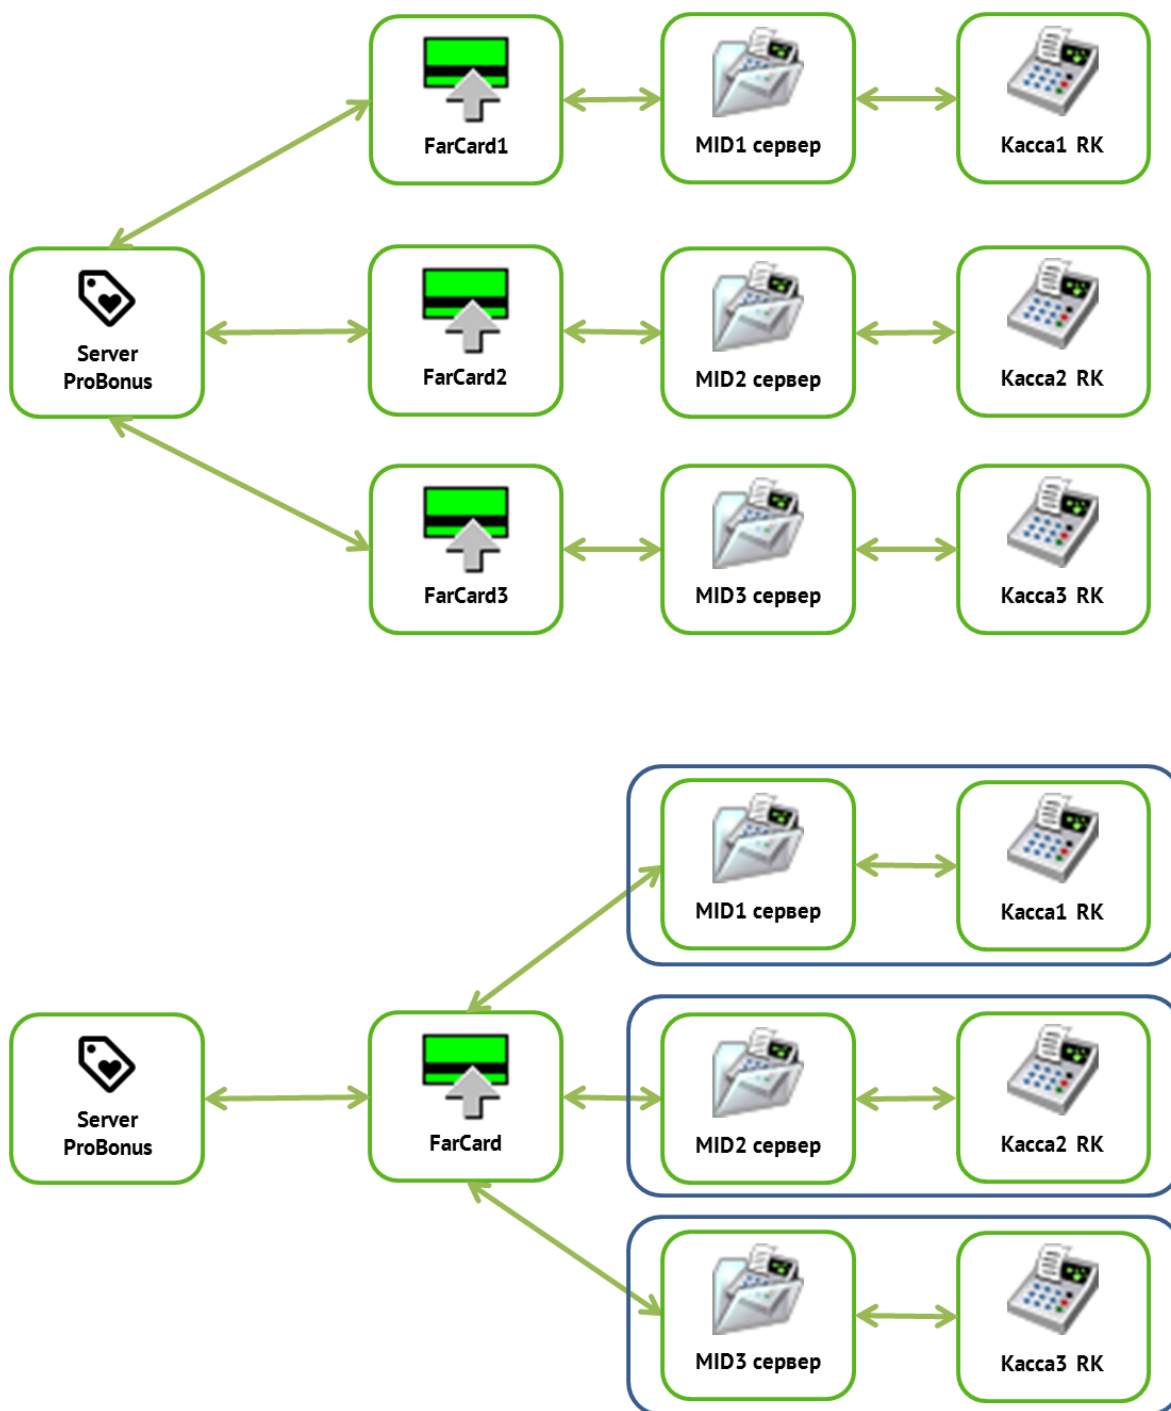 FarCard1
MID1 сервер
Касса1 RK
Server
ProBonus
FarCard2
MID2 сервер
Касса2 RK
FarCard3
MID3 сервер
Касса3 RK
MID1 сервер
Касса1 RK
Server
ProBonus
FarCard
MID2 сервер
Касса2 RK
MID3 сервер
Касса3 RK